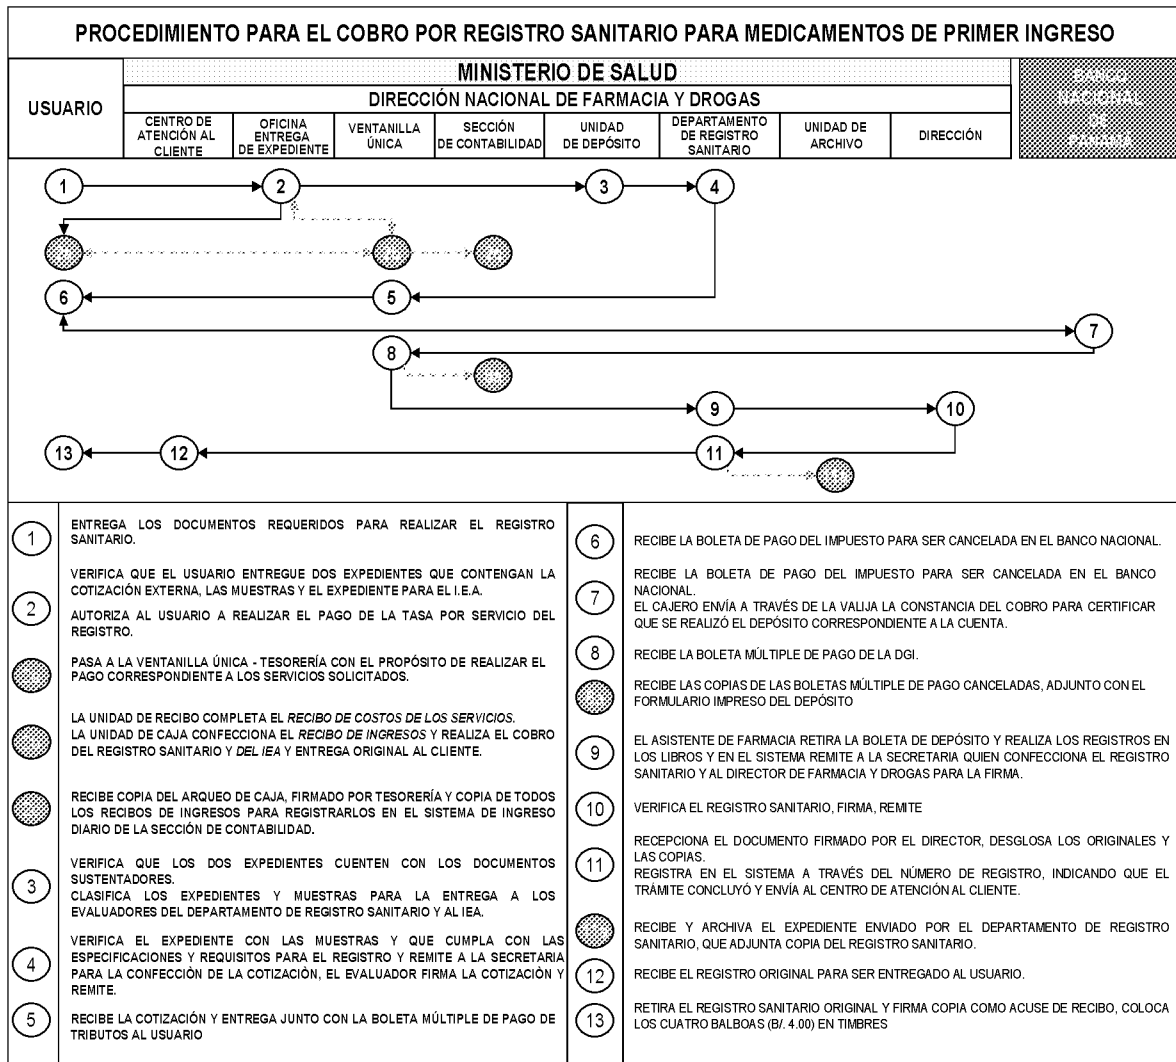 PROCEDIMIENTO PARA EL COBRO POR REGISTRO SANITARIO PARA MEDICAMENTOS DE PRIMER INGRESO
USUARIO
MINISTERIO DE SALUD
DIRECCIÓN NACIONAL DE FARMACIA Y DROGAS
CENTRO DE
ATENCIÓN AL
CLIENTE
OFICINA
ENTREGA
DE EXPEDIENTE
VENTANILLA
ÚNICA
SECCIÓN
DE CONTABILIDAD
UNIDAD
DE DEPÓSITO
DEPARTAMENTO
DE REGISTRO
SANITARIO
UNIDAD DE
ARCHIVO
DIRECCIÓN
BANCO
NACIONAL
DE
PANAMÁ
1
2
3
4
6
5
7
8
9
10
13
12
11
1
ENTREGA LOS DOCUMENTOS REQUERIDOS PARA REALIZAR EL REGISTRO
SANITARIO.
2
VERIFICA QUE EL USUARIO ENTREGUE DOS EXPEDIENTES QUE CONTENGAN LA
COTIZACIÓN EXTERNA, LAS MUESTRAS Y EL EXPEDIENTE PARA EL I.E.A.
AUTORIZA AL USUARIO A REALIZAR EL PAGO DE LA TASA POR SERVICIO DEL
REGISTRO.
PASA A LA VENTANILLA ÚNICA - TESORERÍA CON EL PROPÓSITO DE REALIZAR EL
PAGO CORRESPONDIENTE A LOS SERVICIOS SOLICITADOS.
LA UNIDAD DE RECIBO COMPLETA EL RECIBO DE COSTOS DE LOS SERVICIOS.
LA UNIDAD DE CAJA CONFECCIONA EL RECIBO DE INGRESOS Y REALIZA EL COBRO
DEL REGISTRO SANITARIO Y DEL IEA Y ENTREGA ORIGINAL AL CLIENTE.
RECIBE COPIA DEL ARQUEO DE CAJA, FIRMADO POR TESORERÍA Y COPIA DE TODOS
LOS RECIBOS DE INGRESOS PARA REGISTRARLOS EN EL SISTEMA DE INGRESO
DIARIO DE LA SECCIÓN DE CONTABILIDAD.
3
VERIFICA QUE LOS DOS EXPEDIENTES CUENTEN CON LOS DOCUMENTOS
SUSTENTADORES.
CLASIFICA LOS EXPEDIENTES Y MUESTRAS PARA LA ENTREGA A LOS
EVALUADORES DEL DEPARTAMENTO DE REGISTRO SANITARIO Y AL IEA.
4
VERIFICA EL EXPEDIENTE CON LAS MUESTRAS Y QUE CUMPLA CON LAS
ESPECIFICACIONES Y REQUISITOS PARA EL REGISTRO Y REMITE A LA SECRETARIA
PARA LA CONFECCIÒN DE LA COTIZACIÒN, EL EVALUADOR FIRMA LA COTIZACIÒN Y
REMITE.
5
RECIBE LA COTIZACIÓN Y ENTREGA JUNTO CON LA BOLETA MÚLTIPLE DE PAGO DE
TRIBUTOS AL USUARIO
6
RECIBE LA BOLETA DE PAGO DEL IMPUESTO PARA SER CANCELADA EN EL BANCO NACIONAL.
7
RECIBE LA BOLETA DE PAGO DEL IMPUESTO PARA SER CANCELADA EN EL BANCO
NACIONAL.
EL CAJERO ENVÍA A TRAVÉS DE LA VALIJA LA CONSTANCIA DEL COBRO PARA CERTIFICAR
QUE SE REALIZÓ EL DEPÓSITO CORRESPONDIENTE A LA CUENTA.
8
RECIBE LA BOLETA MÚLTIPLE DE PAGO DE LA DGI.
RECIBE LAS COPIAS DE LAS BOLETAS MÚLTIPLE DE PAGO CANCELADAS, ADJUNTO CON EL
FORMULARIO IMPRESO DEL DEPÓSITO
9
EL ASISTENTE DE FARMACIA RETIRA LA BOLETA DE DEPÓSITO Y REALIZA LOS REGISTROS EN
LOS LIBROS Y EN EL SISTEMA REMITE A LA SECRETARIA QUIEN CONFECCIONA EL REGISTRO
SANITARIO Y AL DIRECTOR DE FARMACIA Y DROGAS PARA LA FIRMA.
10
VERIFICA EL REGISTRO SANITARIO, FIRMA, REMITE
11
RECEPCIONA EL DOCUMENTO FIRMADO POR EL DIRECTOR, DESGLOSA LOS ORIGINALES Y
LAS COPIAS.
REGISTRA EN EL SISTEMA A TRAVÉS DEL NÚMERO DE REGISTRO, INDICANDO QUE EL
TRÁMITE CONCLUYÓ Y ENVÍA AL CENTRO DE ATENCIÓN AL CLIENTE.
RECIBE Y ARCHIVA EL EXPEDIENTE ENVIADO POR EL DEPARTAMENTO DE REGISTRO
SANITARIO, QUE ADJUNTA COPIA DEL REGISTRO SANITARIO.
12
RECIBE EL REGISTRO ORIGINAL PARA SER ENTREGADO AL USUARIO.
13
RETIRA EL REGISTRO SANITARIO ORIGINAL Y FIRMA COPIA COMO ACUSE DE RECIBO, COLOCA
LOS CUATRO BALBOAS (B/. 4.00) EN TIMBRES